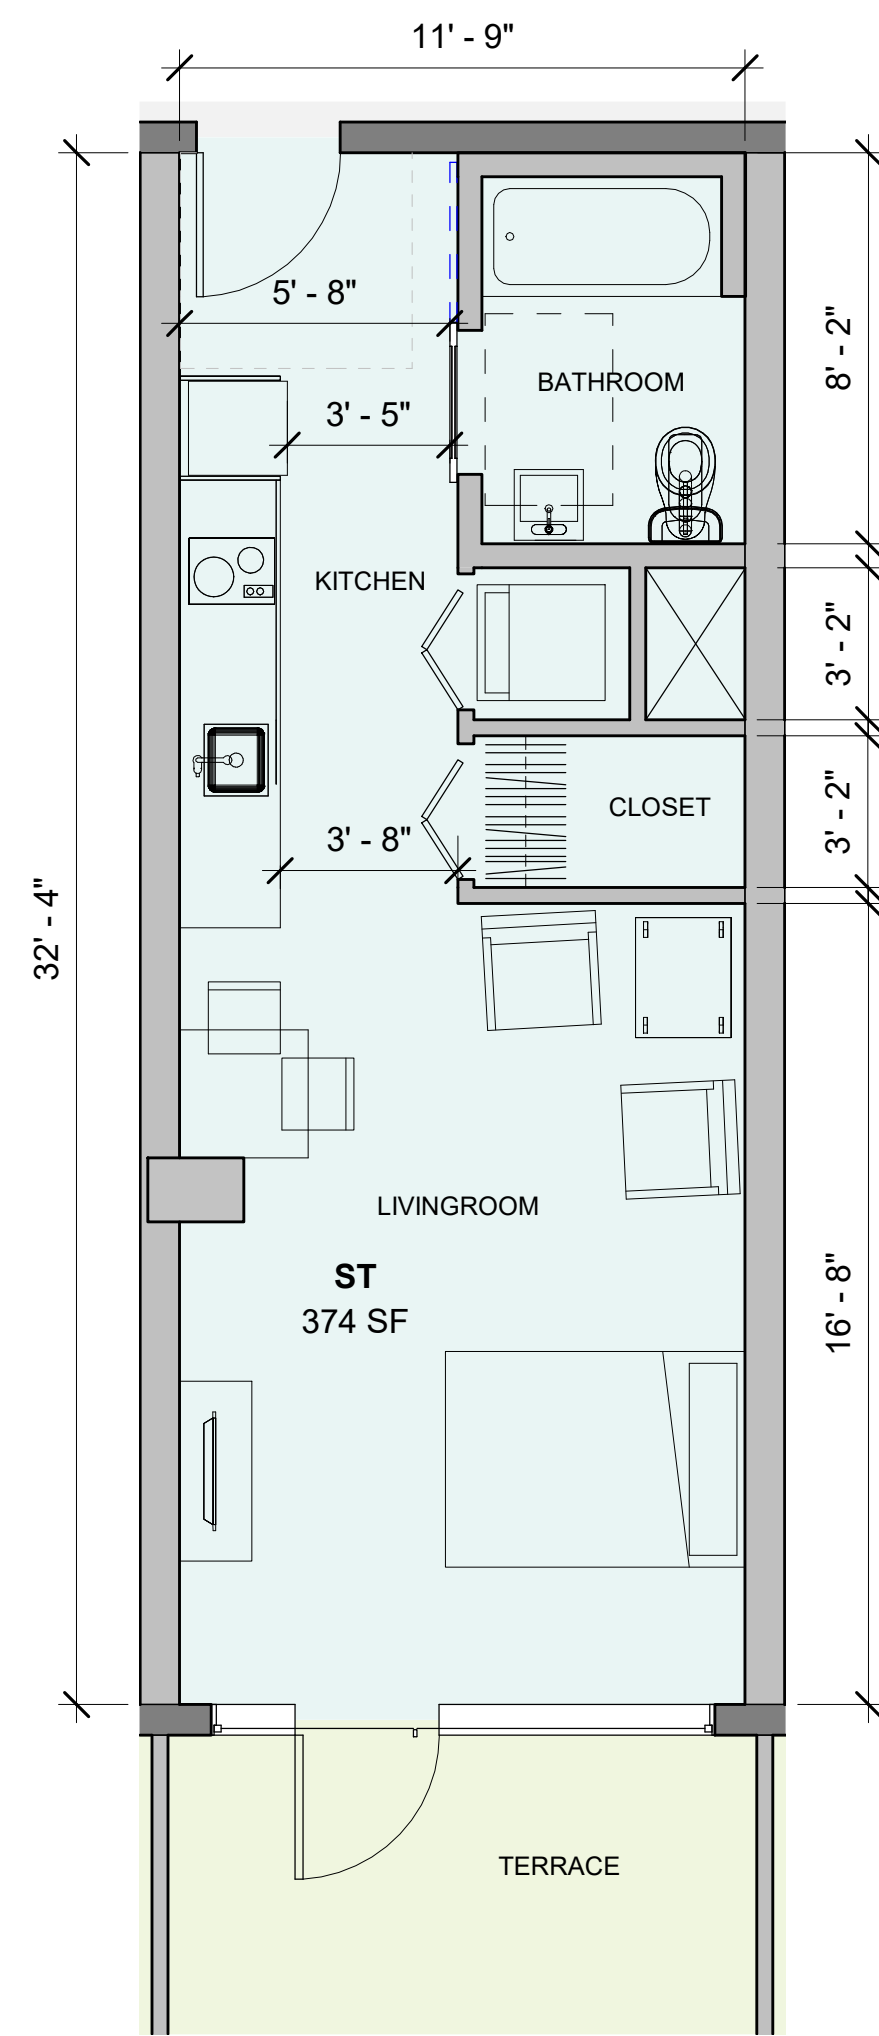 11' - 9"
5' - 8"
BATHROOM
8' - 2"
3' - 5"
KITCHEN
3' - 2"
CLOSET
3' - 2"
3' - 8"
32' - 4"
LIVINGROOM
ST
374 SF
16' - 8"
TERRACE